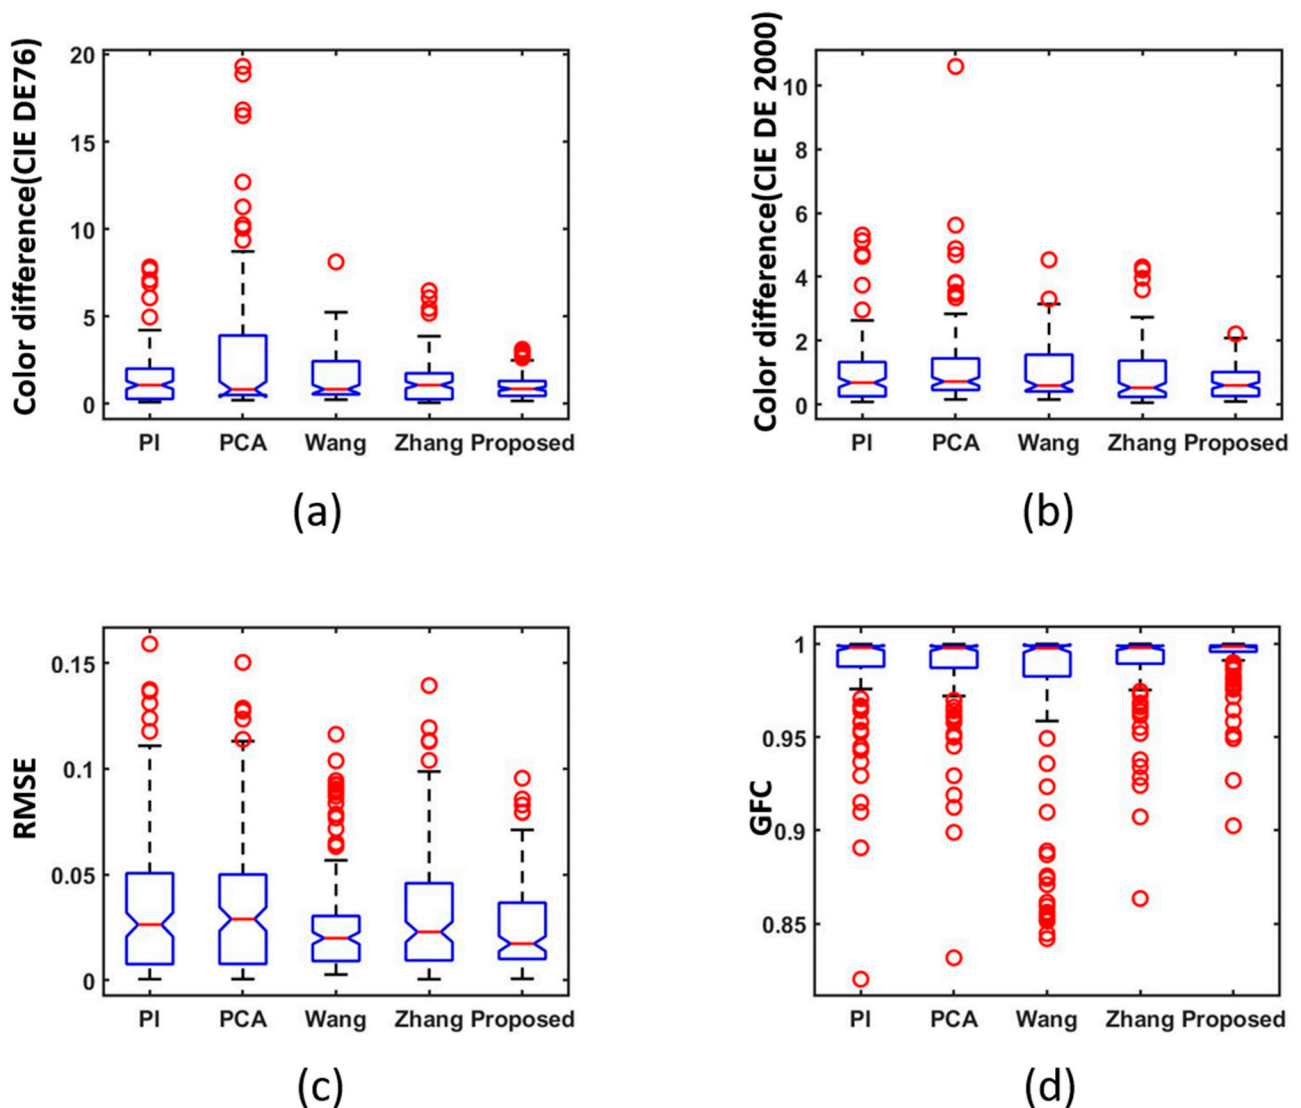 Color difference(CIE DE76)
20
15
10
5
0
PI PCA Wang Zhang Proposed
(a)
Color difference(CIE DE 2000)
10
8
6
4
2
0
PI PCA Wang Zhang Proposed
(b)
RMSE
0.15
0.1
0.05
0
PI PCA Wang Zhang Proposed
(c)
GFC
1
0.95
0.9
0.85
PI PCA Wang Zhang Proposed
(d)